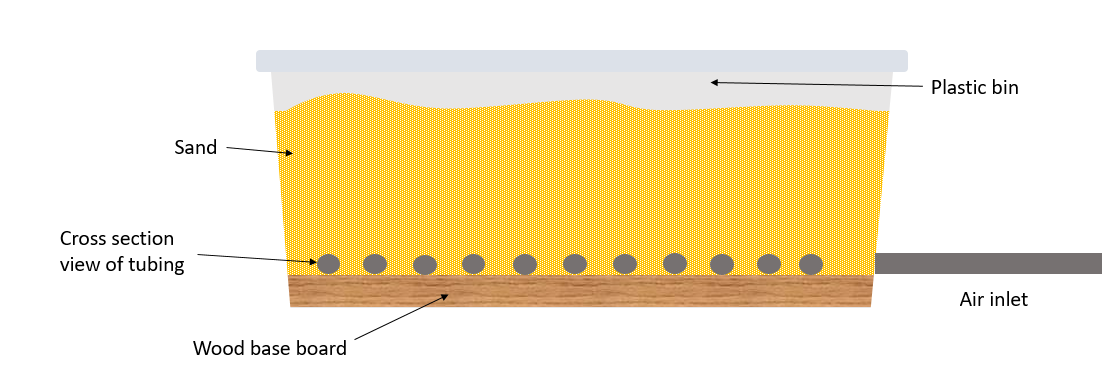 Plastic bin
Sand
Cross section
view of tubing
Air inlet
Wood base board